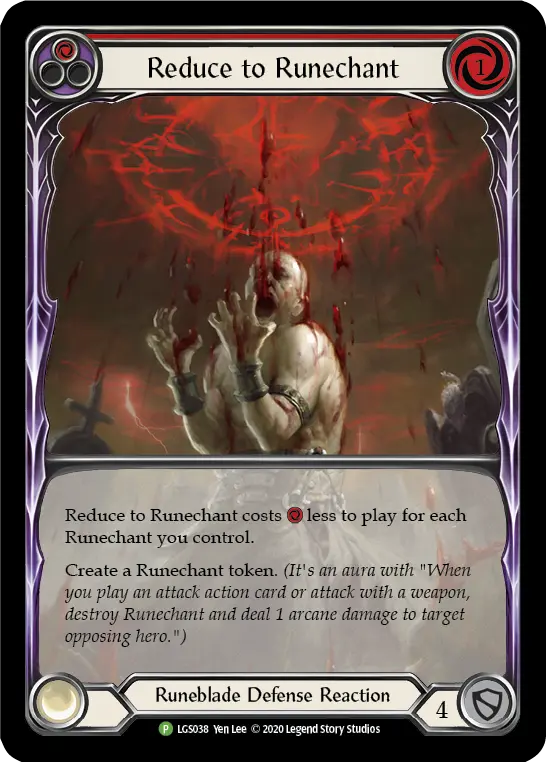 Reduce to Runechant
1
Reduce to Runechant costs less to play for each
Runechant you control.
Create a Runechant token. (It's an aura with "When
you play an attack action card or attack with a weapon,
destroy Runechant and deal 1 arcane damage to target
opposing hero.")
Runeblade Defense Reaction
4
P LGS038 Yen Lee © 2020 Legend Story Studios